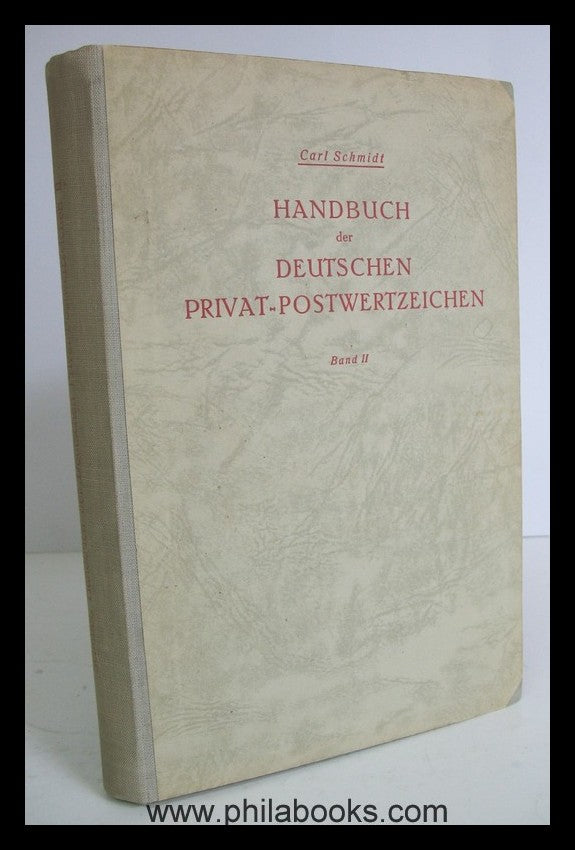 Carl Schmidt
HANDBUCH
der
DEUTSCHEN
PRIVAT-POSTWERTZEICHEN
Band II
www.philabooks.com